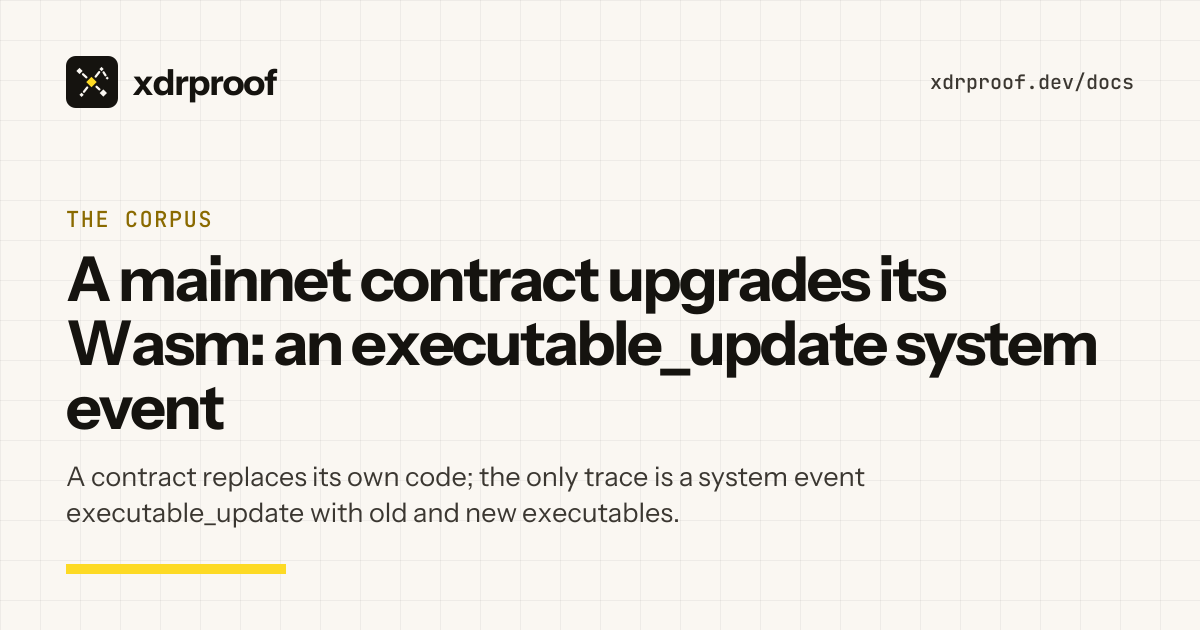 xdrproof
xdrproof.dev/docs
THE CORPUS
A mainnet contract upgrades its
Wasm: an executable_update system
event
A contract replaces its own code; the only trace is a system event
executable_update with old and new executables.